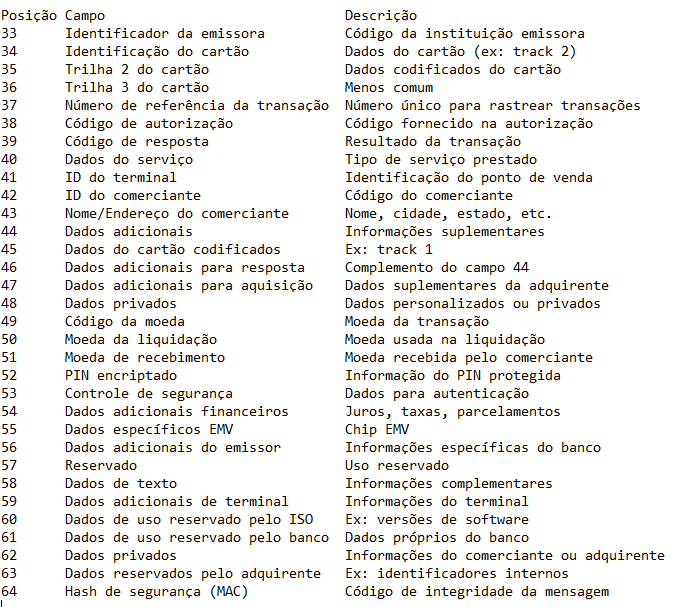 Posição Campo Descrição
33 Identificador da emissora Código da instituição emissora
34 Identificação do cartão Dados do cartão (ex: track 2)
35 Trilha 2 do cartão Dados codificados do cartão
36 Trilha 3 do cartão Menos comum
37 Número de referência da transação Número único para rastrear transações
38 Código de autorização Código fornecido na autorização
39 Código de resposta Resultado da transação
40 Dados do serviço Tipo de serviço prestado
41 ID do terminal Identificação do ponto de venda
42 ID do comerciante Código do comerciante
43 Nome/Endereço do comerciante Nome, cidade, estado, etc.
44 Dados adicionais Informações suplementares
45 Dados do cartão codificados Ex: track 1
46 Dados adicionais para resposta Complemento do campo 44
47 Dados adicionais para aquisição Dados suplementares da adquirente
48 Dados privados Dados personalizados ou privados
49 Código da moeda Moeda da transação
50 Moeda da liquidação Moeda usada na liquidação
51 Moeda de recebimento Moeda recebida pelo comerciante
52 PIN encriptado Informação do PIN protegida
53 Controle de segurança Dados para autenticação
54 Dados adicionais financeiros Juros, taxas, parcelamentos
55 Dados específicos EMV Chip EMV
56 Dados adicionais do emissor Informações específicas do banco
57 Reservado Uso reservado
58 Dados de texto Informações complementares
59 Dados adicionais de terminal Informações do terminal
60 Dados de uso reservado pelo ISO Ex: versões de software
61 Dados de uso reservado pelo banco Dados próprios do banco
62 Dados privados Informações do comerciante ou adquirente
63 Dados reservados pelo adquirente Ex: identificadores internos
64 Hash de segurança (MAC) Código de integridade da mensagem